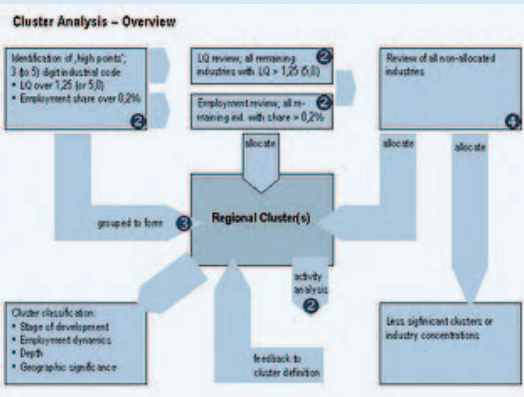 Cluster Analysis – Overview
Identification of ‚high points‘;
3 (to 5) digit industrial code
• LQ over 1,25 (or 5,0)
• Employment share over 0,2%
2
LQ review; all remaining
industries with LQ > 1,25 (5,0)
2
Employment review; all re-
maining ind. with share > 0,2%
2
Review of all non-allocated
industries
4
allocate
allocate
allocate
grouped to form
3
Regional Cluster(s)
activity
analysis
2
Cluster classification:
• Stage of development
• Employment dynamics
• Depth
• Geographic significance
feedback to
cluster definition
Less sigfinicant clusters or
industry concentrations